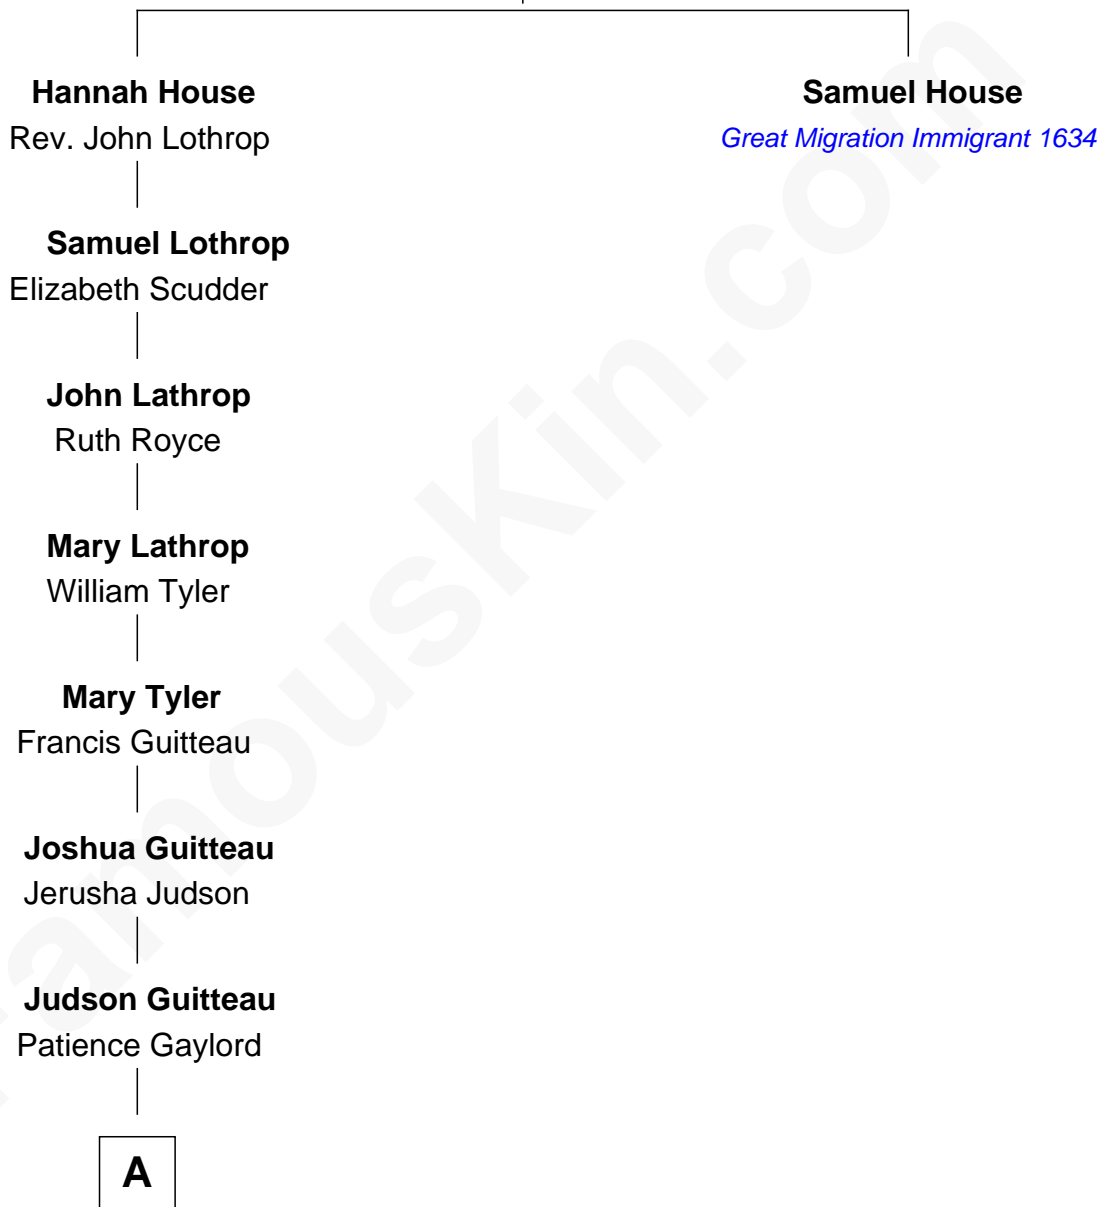 Hannah House
Rev. John Lothrop
Samuel House
Great Migration Immigrant 1634
Samuel Lothrop
Elizabeth Scudder
John Lathrop
Ruth Royce
Mary Lathrop
William Tyler
Mary Tyler
Francis Guitteau
Joshua Guitteau
Jerusha Judson
Judson Guitteau
Patience Gaylord
A
FamousKin.com